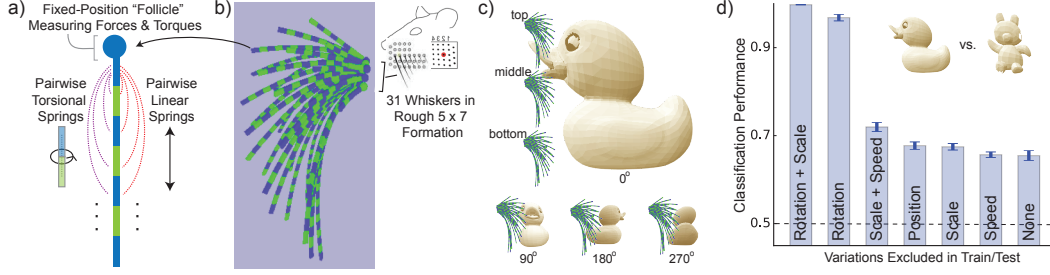 a)
Fixed-Position "Follicle"
Measuring Forces & Torques
Pairwise
Torsional
Springs
Pairwise
Linear
Springs
b)
1234
31 Whiskers in
Rough 5 x 7
Formation
c)
top
middle
bottom
0°
90°
180°
270°
d)
Classification Performance
0.9
0.7
0.5
vs.
Rotation + Scale
Rotation
Scale + Speed
Position
Scale
Speed
None
Variations Excluded in Train/Test